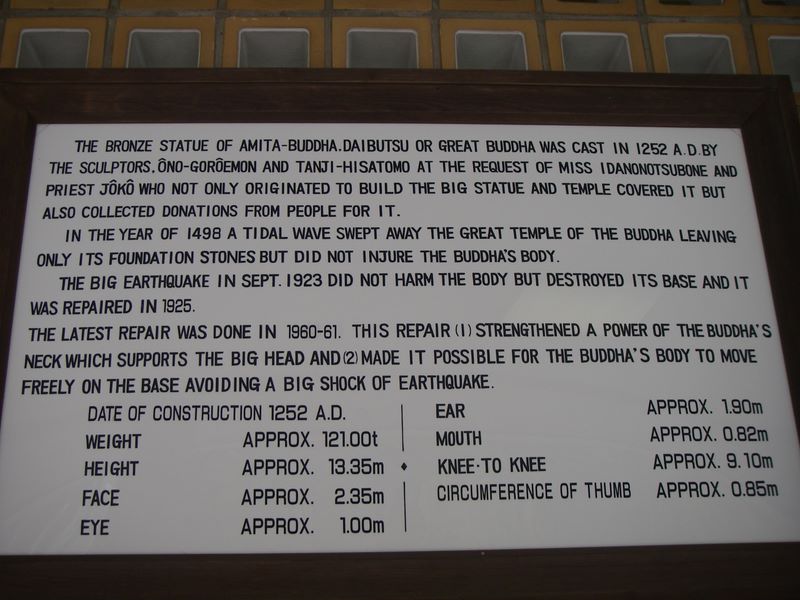 THE BRONZE STATUE OF AMITA-BUDDHA.DAIBUTSU OR GREAT BUDDHA WAS CAST IN 1252 A.D.BY
THE SCULPTORS.ÔNO-GORÔEMON AND TANJI-HISATOMO AT THE REQUEST OF MISS IDANONOTSUBONE AND
PRIEST JÔKÔ WHO NOT ONLY ORIGINATED TO BUILD THE BIG STATUE AND TEMPLE COVERED IT BUT
ALSO COLLECTED DONATIONS FROM PEOPLE FOR IT.
IN THE YEAR OF 1498 A TIDAL WAVE SWEPT AWAY THE GREAT TEMPLE OF THE BUDDHA LEAVING
ONLY ITS FOUNDATION STONES BUT DID NOT INJURE THE BUDDHA'S BODY.
THE BIG EARTHQUAKE IN SEPT. 1923 DID NOT HARM THE BODY BUT DESTROYED ITS BASE AND IT
WAS REPAIRED IN 1925.
THE LATEST REPAIR WAS DONE IN 1960-61. THIS REPAIR (1) STRENGTHENED A POWER OF THE BUDDHA'S
NECK WHICH SUPPORTS THE BIG HEAD AND (2) MADE IT POSSIBLE FOR THE BUDDHA'S BODY TO MOVE
FREELY ON THE BASE AVOIDING A BIG SHOCK OF EARTHQUAKE.
DATE OF CONSTRUCTION 1252 A.D.
WEIGHT APPROX. 121.00t
HEIGHT APPROX. 13.35m
FACE APPROX. 2.35m
EYE APPROX. 1.00m
EAR APPROX. 1.90m
MOUTH APPROX. 0.82m
KNEE·TO KNEE APPROX. 9.10m
CIRCUMFERENCE OF THUMB APPROX. 0.85m